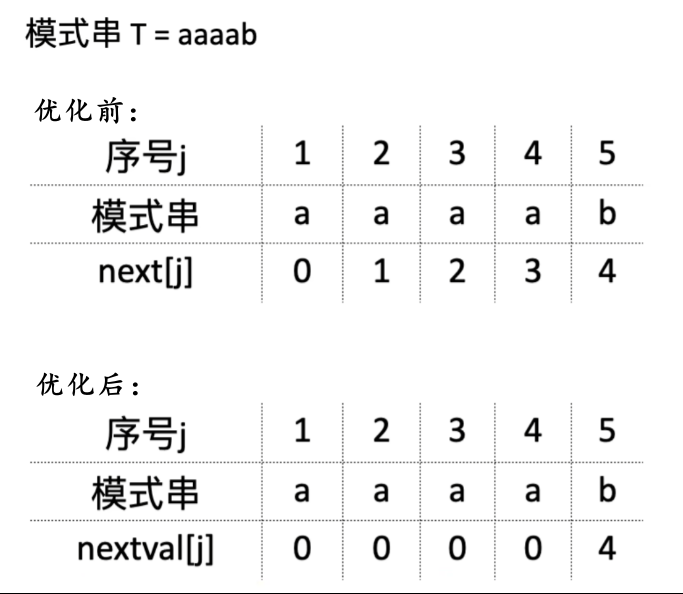 模式串 T = aaaab
优化前：
序号j 1 2 3 4 5
模式串 a a a a b
next[j] 0 1 2 3 4
优化后：
序号j 1 2 3 4 5
模式串 a a a a b
nextval[j] 0 0 0 0 4